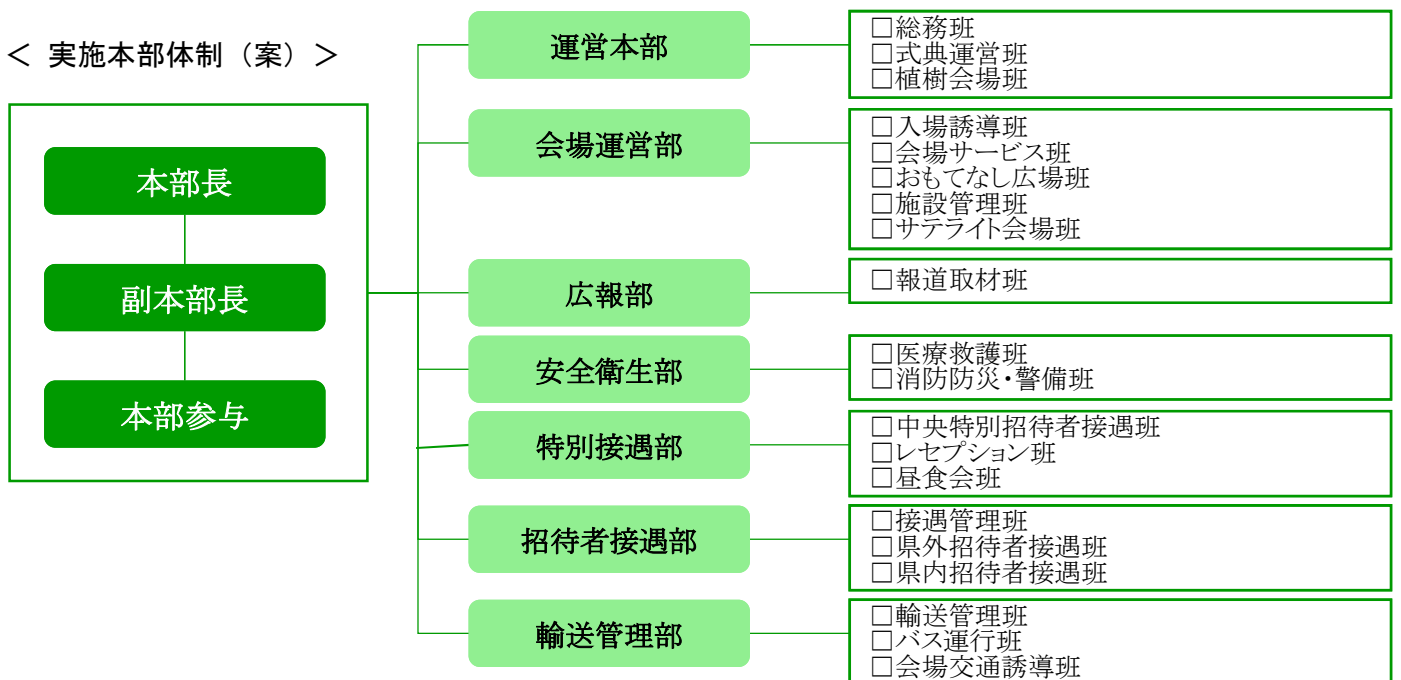 ＜ 実施本部体制（案）＞
本部長
副本部長
本部参与
運営本部
□総務班
□式典運営班
□植樹会場班
会場運営部
□入場誘導班
□会場サービス班
□おもてなし広場班
□施設管理班
□サテライト会場班
広報部
□報道取材班
安全衛生部
□医療救護班
□消防防災・警備班
特別接遇部
□中央特別招待者接遇班
□レセプション班
□昼食会班
招待者接遇部
□接遇管理班
□県外招待者接遇班
□県内招待者接遇班
輸送管理部
□輸送管理班
□バス運行班
□会場交通誘導班